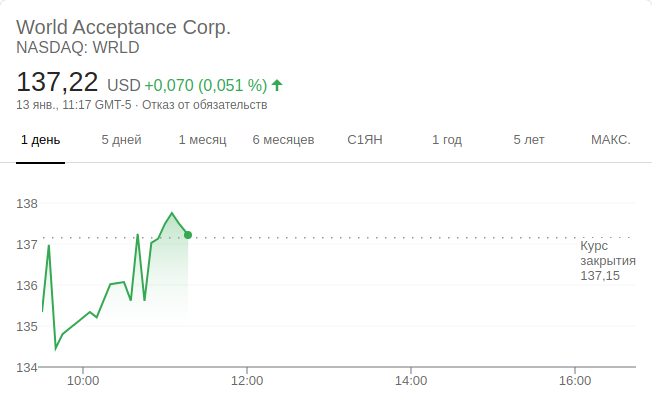 World Acceptance Corp.
NASDAQ: WRLD
137,22 USD +0,070 (0,051 %)
13 янв., 11:17 GMT-5 · Отказ от обязательств
1 день 5 дней 1 месяц 6 месяцев С1ЯН 1 год 5 лет МАКС.
138
137
136
135
134
Курс
закрытия
137,15
10:00 12:00 14:00 16:00